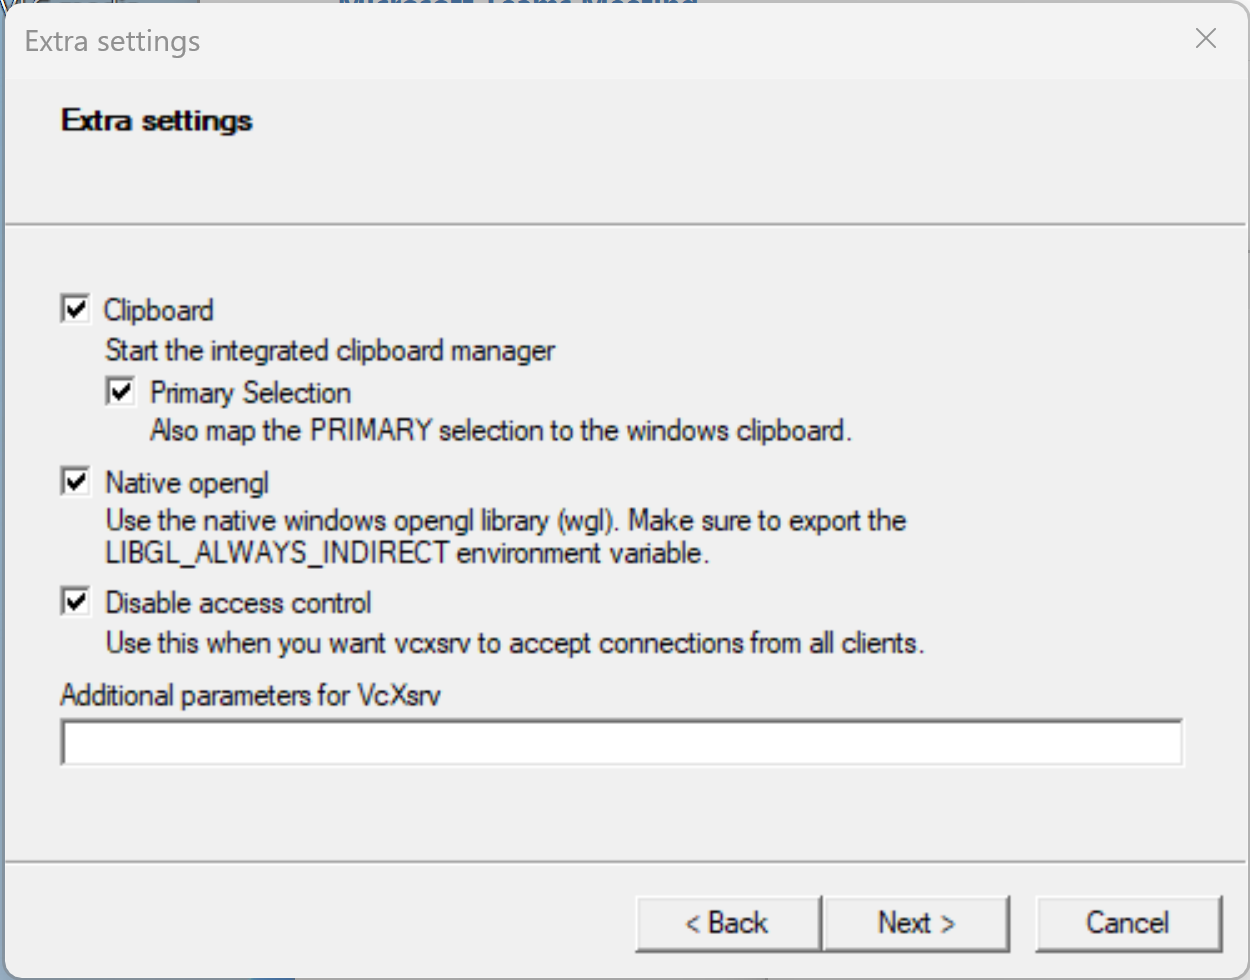 Microsoft Teams Meeting
Extra settings
Extra settings
Clipboard
Start the integrated clipboard manager
Primary Selection
Also map the PRIMARY selection to the windows clipboard.
Native opengl
Use the native windows opengl library (wgl). Make sure to export the
LIBGL_ALWAYS_INDIRECT environment variable.
Disable access control
Use this when you want vcxsrv to accept connections from all clients.
Additional parameters for VcXsrv
< Back
Next >
Cancel